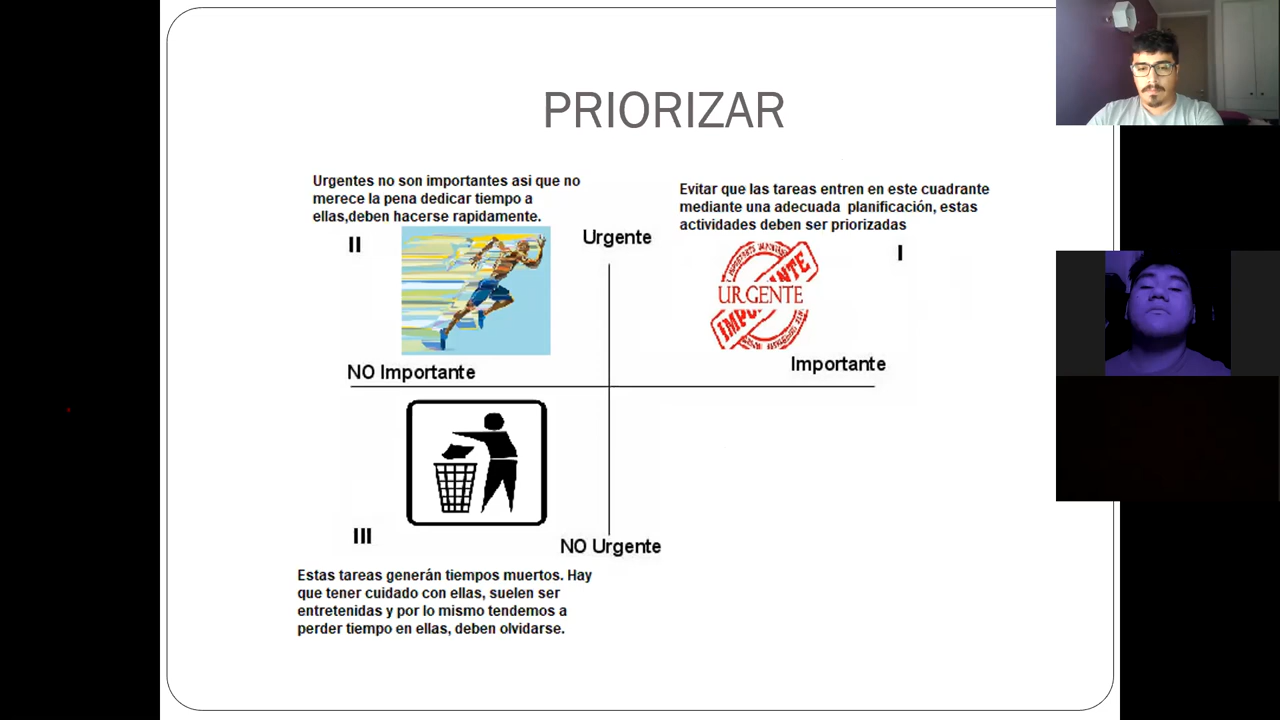 PRIORIZAR
Urgentes no son importantes asi que no
merece la pena dedicar tiempo a
ellas,deben hacerse rapidamente.
II
Urgente
Evitar que las tareas entren en este cuadrante
mediante una adecuada planificación, estas
actividades deben ser priorizadas
I
URGENTE
IMPORTANTE
NO Importante
Importante
III
NO Urgente
Estas tareas generán tiempos muertos. Hay
que tener cuidado con ellas, suelen ser
entretenidas y por lo mismo tendemos a
perder tiempo en ellas, deben olvidarse.